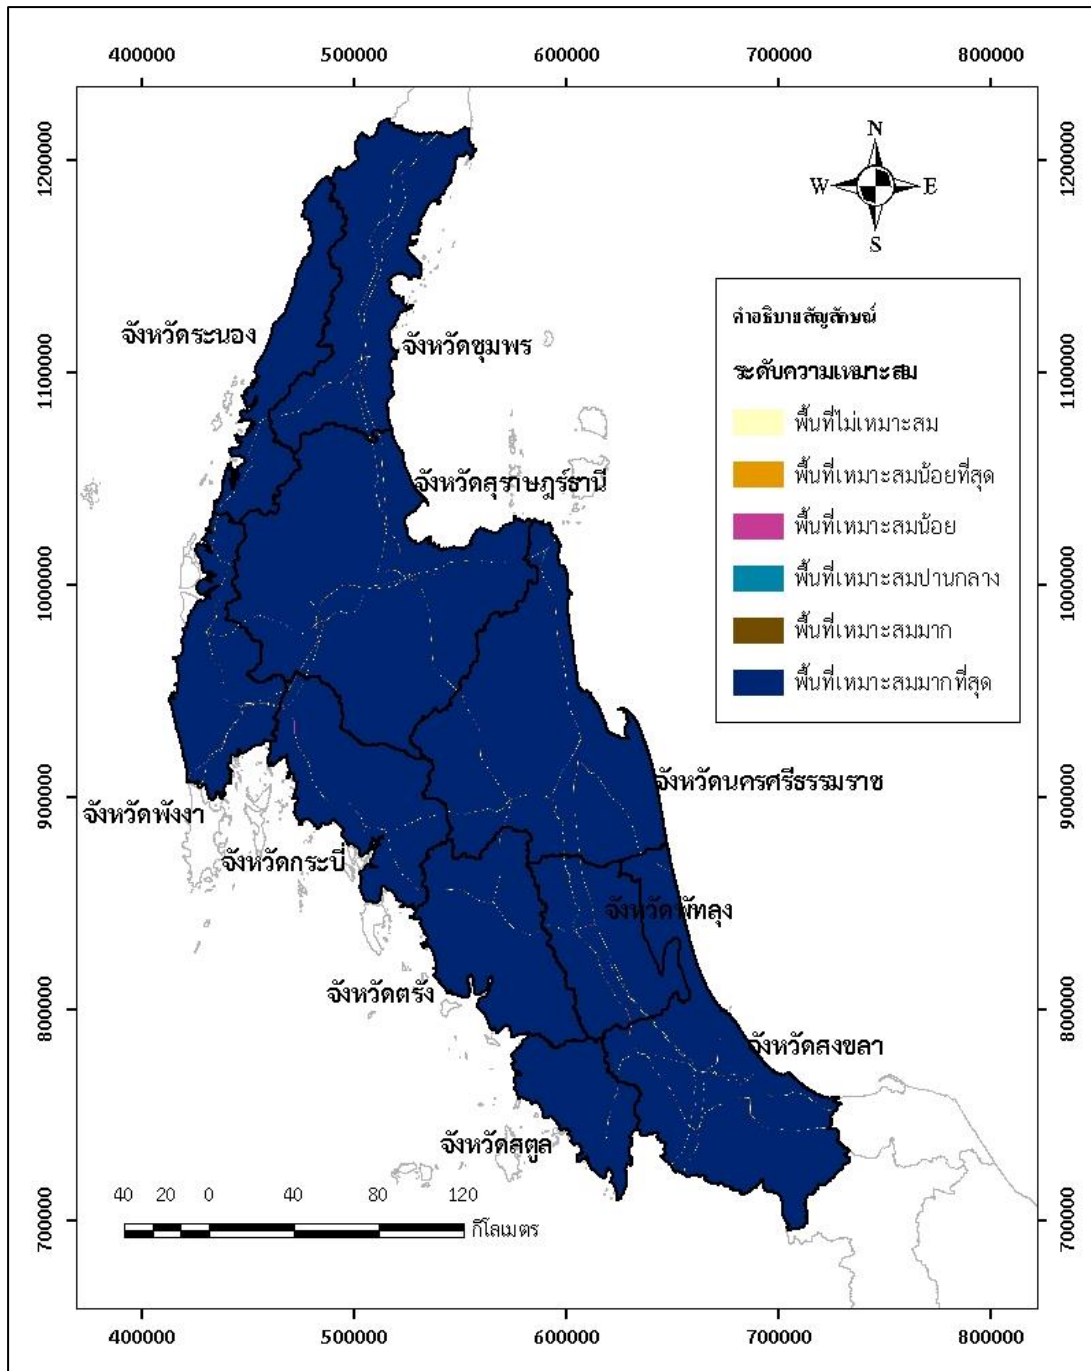 400000 500000 600000 700000 800000
1200000 1200000
1100000 1100000
1000000 1000000
900000 900000
800000 800000
700000 700000
N
W E
S
คำอธิบายสัญลักษณ์
ระดับความเหมาะสม
พื้นที่ไม่เหมาะสม
พื้นที่เหมาะสมน้อยที่สุด
พื้นที่เหมาะสมน้อย
พื้นที่เหมาะสมปานกลาง
พื้นที่เหมาะสมมาก
พื้นที่เหมาะสมมากที่สุด
จังหวัดระนอง
จังหวัดชุมพร
จังหวัดสุราษฎร์ธานี
จังหวัดนครศรีธรรมราช
จังหวัดพังงา
จังหวัดกระบี่
จังหวัดพัทลุง
จังหวัดตรัง
จังหวัดสงขลา
จังหวัดสตูล
40 20 0 40 80 120
กิโลเมตร
400000 500000 600000 700000 800000